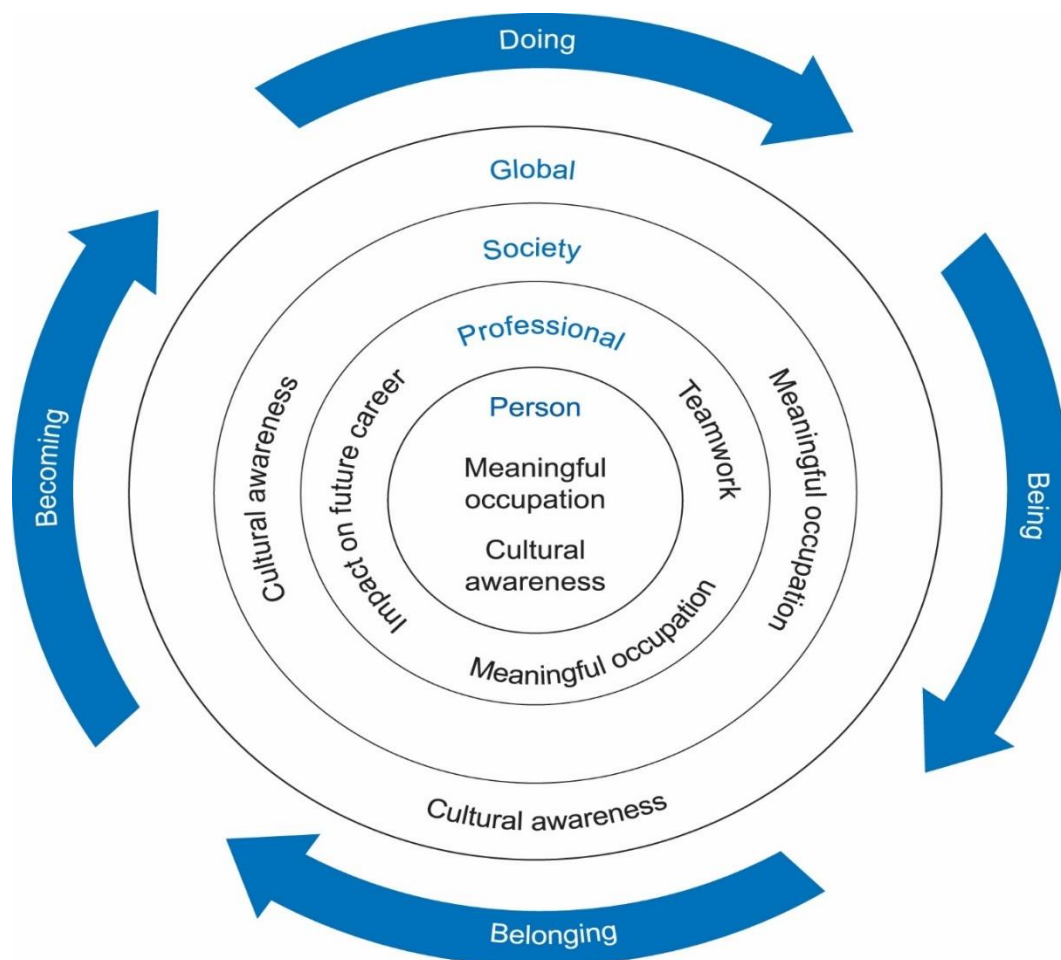 Doing
Global
Society
Professional
Person
Meaningful
occupation
Cultural
awareness
Impact on future career
Teamwork
Meaningful occupation
Cultural awareness
Meaningful occupation
Cultural awareness
Being
Belonging
Becoming